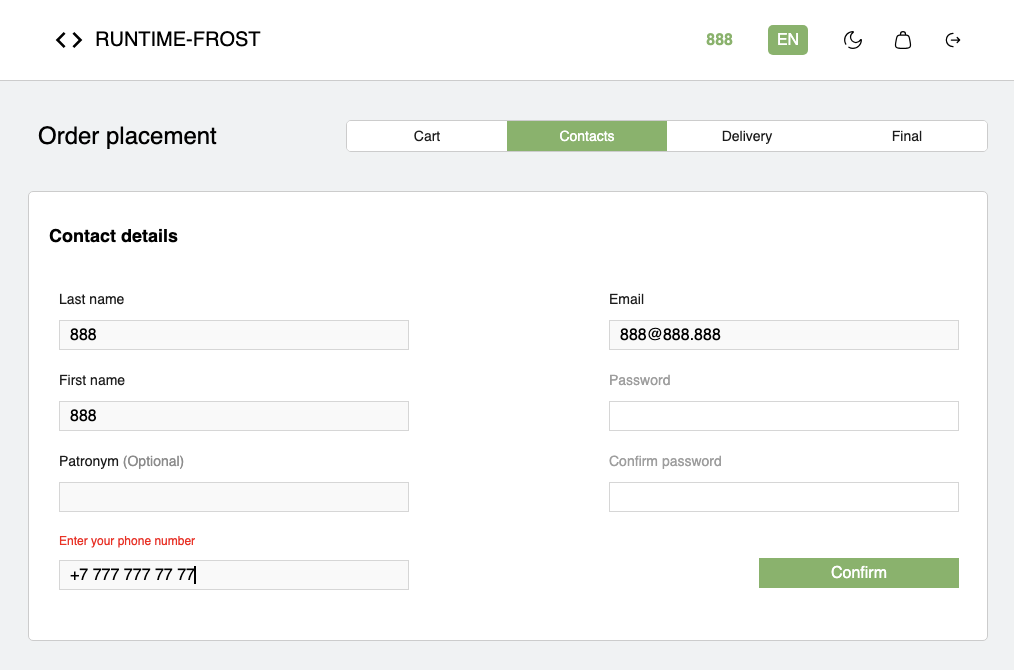 RUNTIME-FROST
888
EN
Order placement
Cart
Contacts
Delivery
Final
Contact details
Last name
888
First name
888
Patronym (Optional)
Enter your phone number
+7 777 777 77 77
Email
888@888.888
Password
Confirm password
Confirm